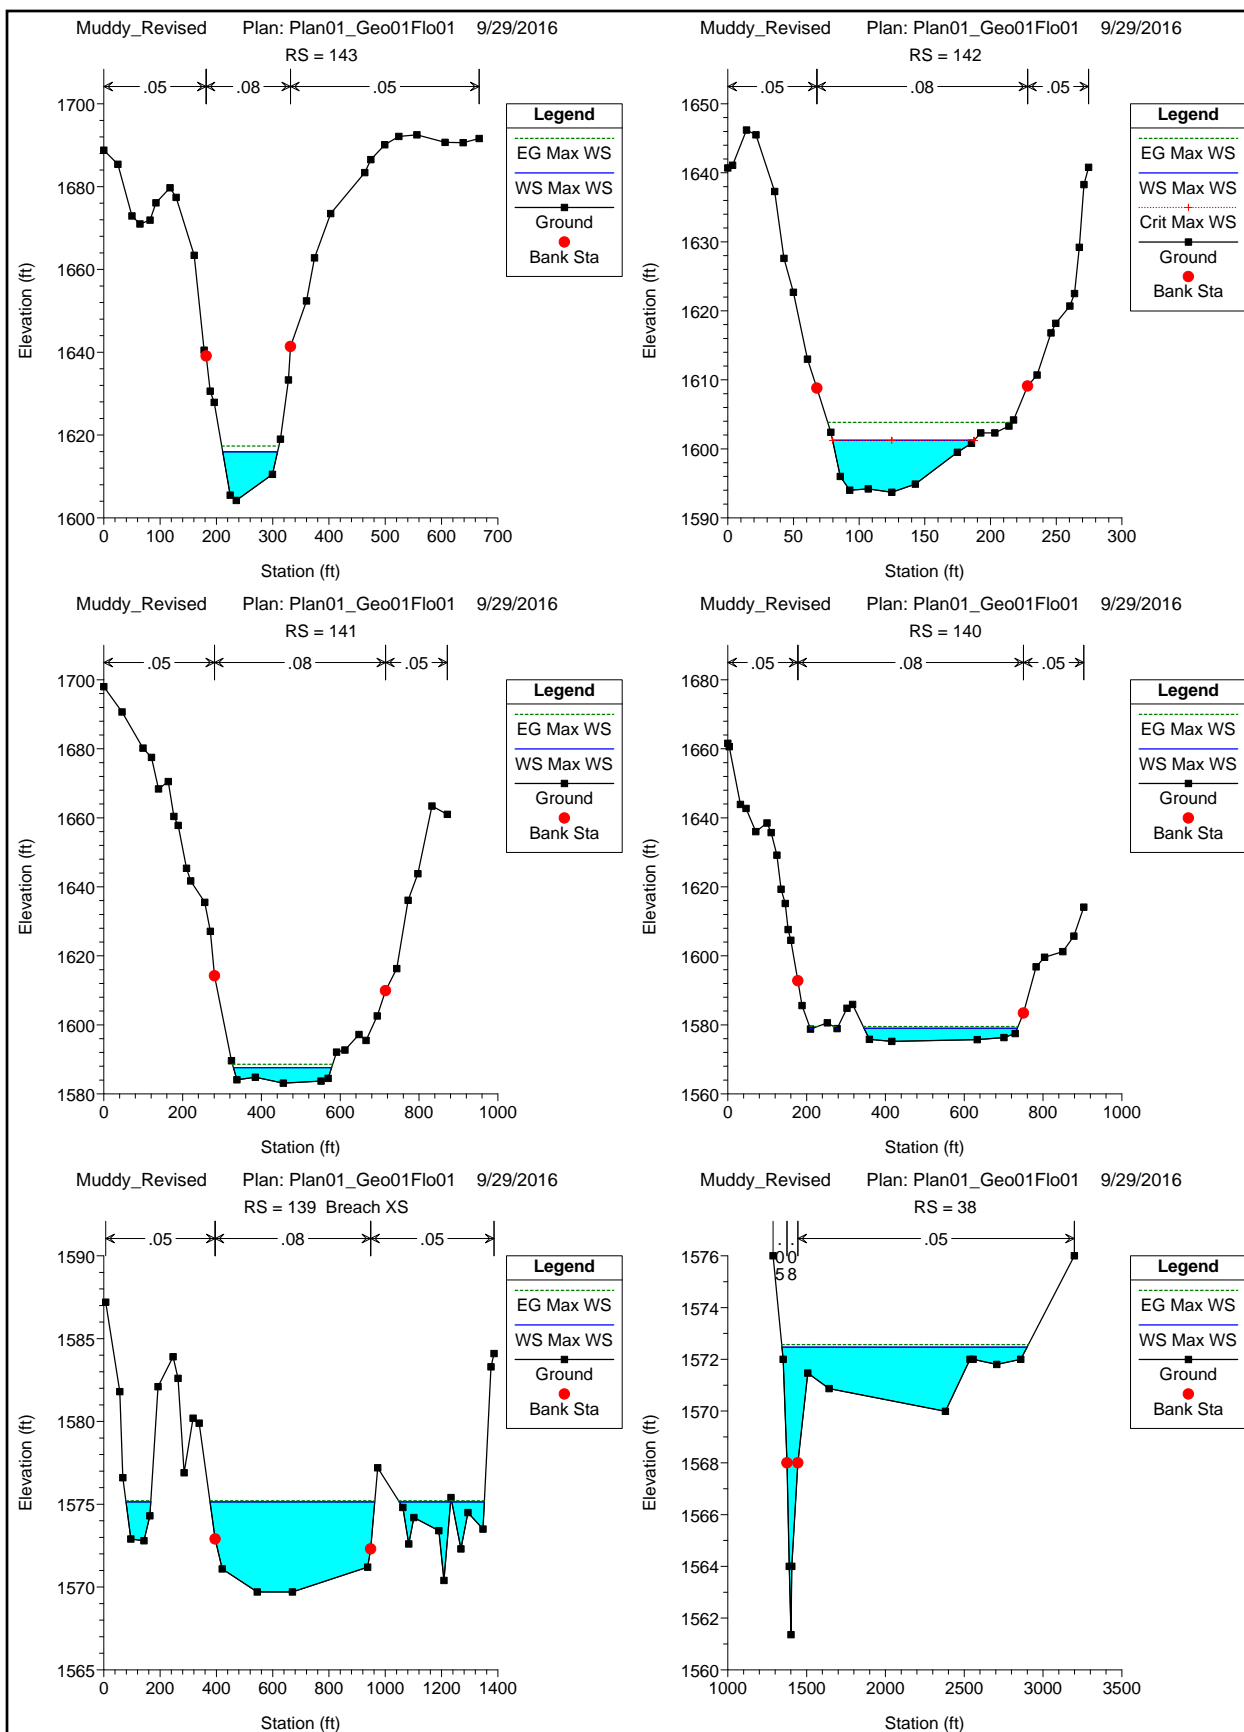 Muddy_Revised Plan: Plan01_Geo01Flo01 9/29/2016
RS = 143
.05 .08 .05
1700
1680
1660
1640
1620
1600
Elevation (ft)
0 100 200 300 400 500 600 700
Station (ft)
Legend
EG Max WS
WS Max WS
Ground
Bank Sta
Muddy_Revised Plan: Plan01_Geo01Flo01 9/29/2016
RS = 142
.05 .08 .05
1650
1640
1630
1620
1610
1600
1590
Elevation (ft)
0 50 100 150 200 250 300
Station (ft)
Legend
EG Max WS
WS Max WS
Crit Max WS
Ground
Bank Sta
Muddy_Revised Plan: Plan01_Geo01Flo01 9/29/2016
RS = 141
.05 .08 .05
1700
1680
1660
1640
1620
1600
1580
Elevation (ft)
0 200 400 600 800 1000
Station (ft)
Legend
EG Max WS
WS Max WS
Ground
Bank Sta
Muddy_Revised Plan: Plan01_Geo01Flo01 9/29/2016
RS = 140
.05 .08 .05
1680
1660
1640
1620
1600
1580
1560
Elevation (ft)
0 200 400 600 800 1000
Station (ft)
Legend
EG Max WS
WS Max WS
Ground
Bank Sta
Muddy_Revised Plan: Plan01_Geo01Flo01 9/29/2016
RS = 139 Breach XS
.05 .08 .05
1590
1585
1580
1575
1570
1565
Elevation (ft)
0 200 400 600 800 1000 1200 1400
Station (ft)
Legend
EG Max WS
WS Max WS
Ground
Bank Sta
Muddy_Revised Plan: Plan01_Geo01Flo01 9/29/2016
RS = 38
.05 .08 .05
1576
1574
1572
1570
1568
1566
1564
1562
1560
Elevation (ft)
1000 1500 2000 2500 3000 3500
Station (ft)
Legend
EG Max WS
WS Max WS
Ground
Bank Sta